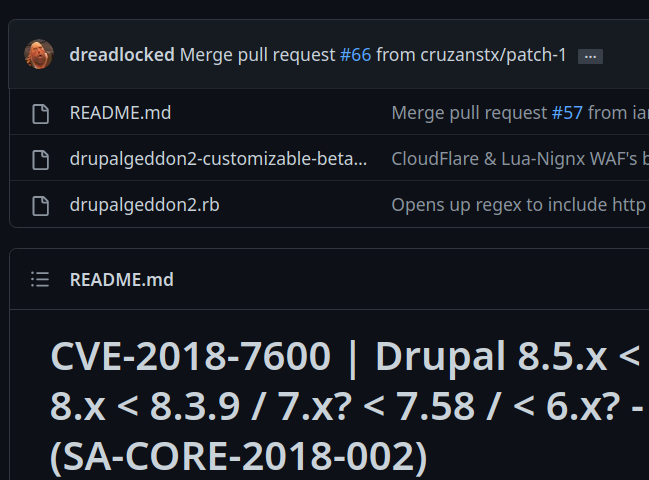 dreadlocked Merge pull request #66 from cruzanstx/patch-1 ...
README.md Merge pull request #57 from
drupalgeddon2-customizable-beta... CloudFlare & Lua-Nignx WAF's
drupalgeddon2.rb Opens up regex to include http
README.md
CVE-2018-7600 | Drupal 8.5.x <
8.x < 8.3.9 / 7.x? < 7.58 / < 6.x? -
(SA-CORE-2018-002)